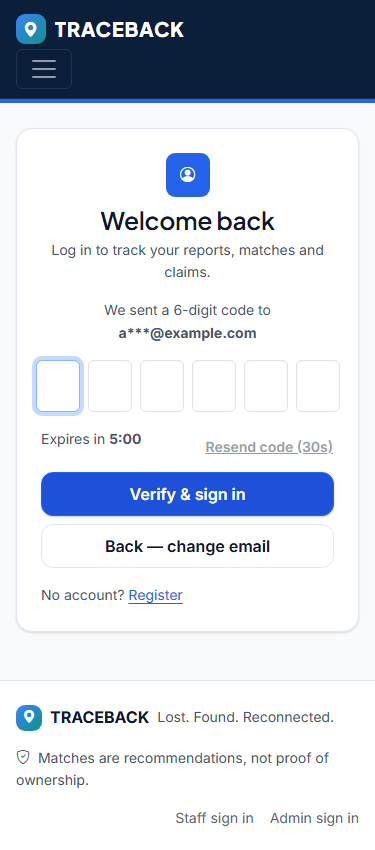 TRACEBACK
Welcome back
Log in to track your reports, matches and
claims.
We sent a 6-digit code to
a***@example.com
Expires in 5:00
Resend code (30s)
Verify & sign in
Back — change email
No account? Register
TRACEBACK Lost. Found. Reconnected.
Matches are recommendations, not proof of
ownership.
Staff sign in Admin sign in